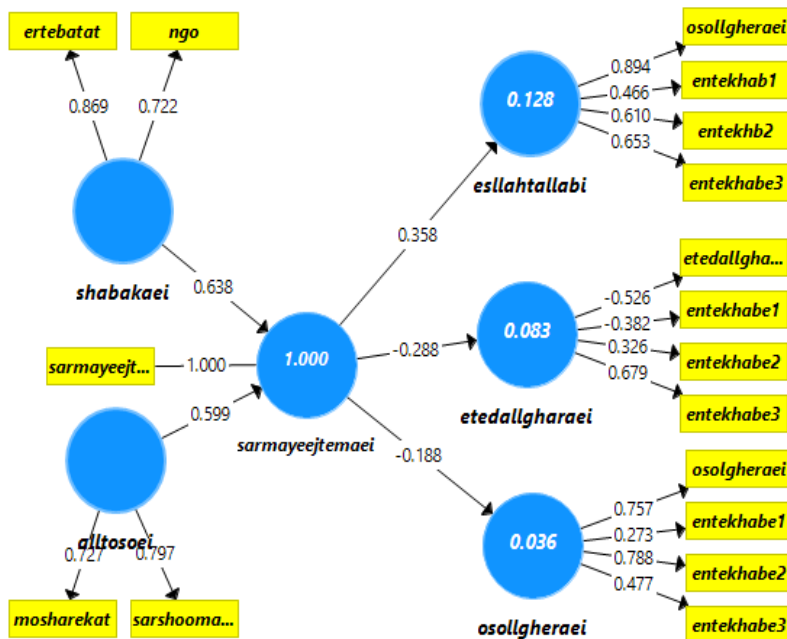 ertebatat
ngo
0.869
0.722
shabakaei
0.638
sarmayeejt...
1.000
1.000
sarmayeejtemaei
0.599
alltosoei
0.727
0.797
mosharekat
sarshooma...
0.358
-0.288
-0.188
0.128
esllahtallabi
0.894
0.466
0.610
0.653
osollgheraei
entekhab1
entekhb2
entekhabe3
0.083
etedallgharaei
-0.526
-0.382
0.326
0.679
etedallgha...
entekhabe1
entekhabe2
entekhabe3
0.036
osollgheraei
0.757
0.273
0.788
0.477
osolgheraei
entekhabe1
entekhabe2
entekhabe3